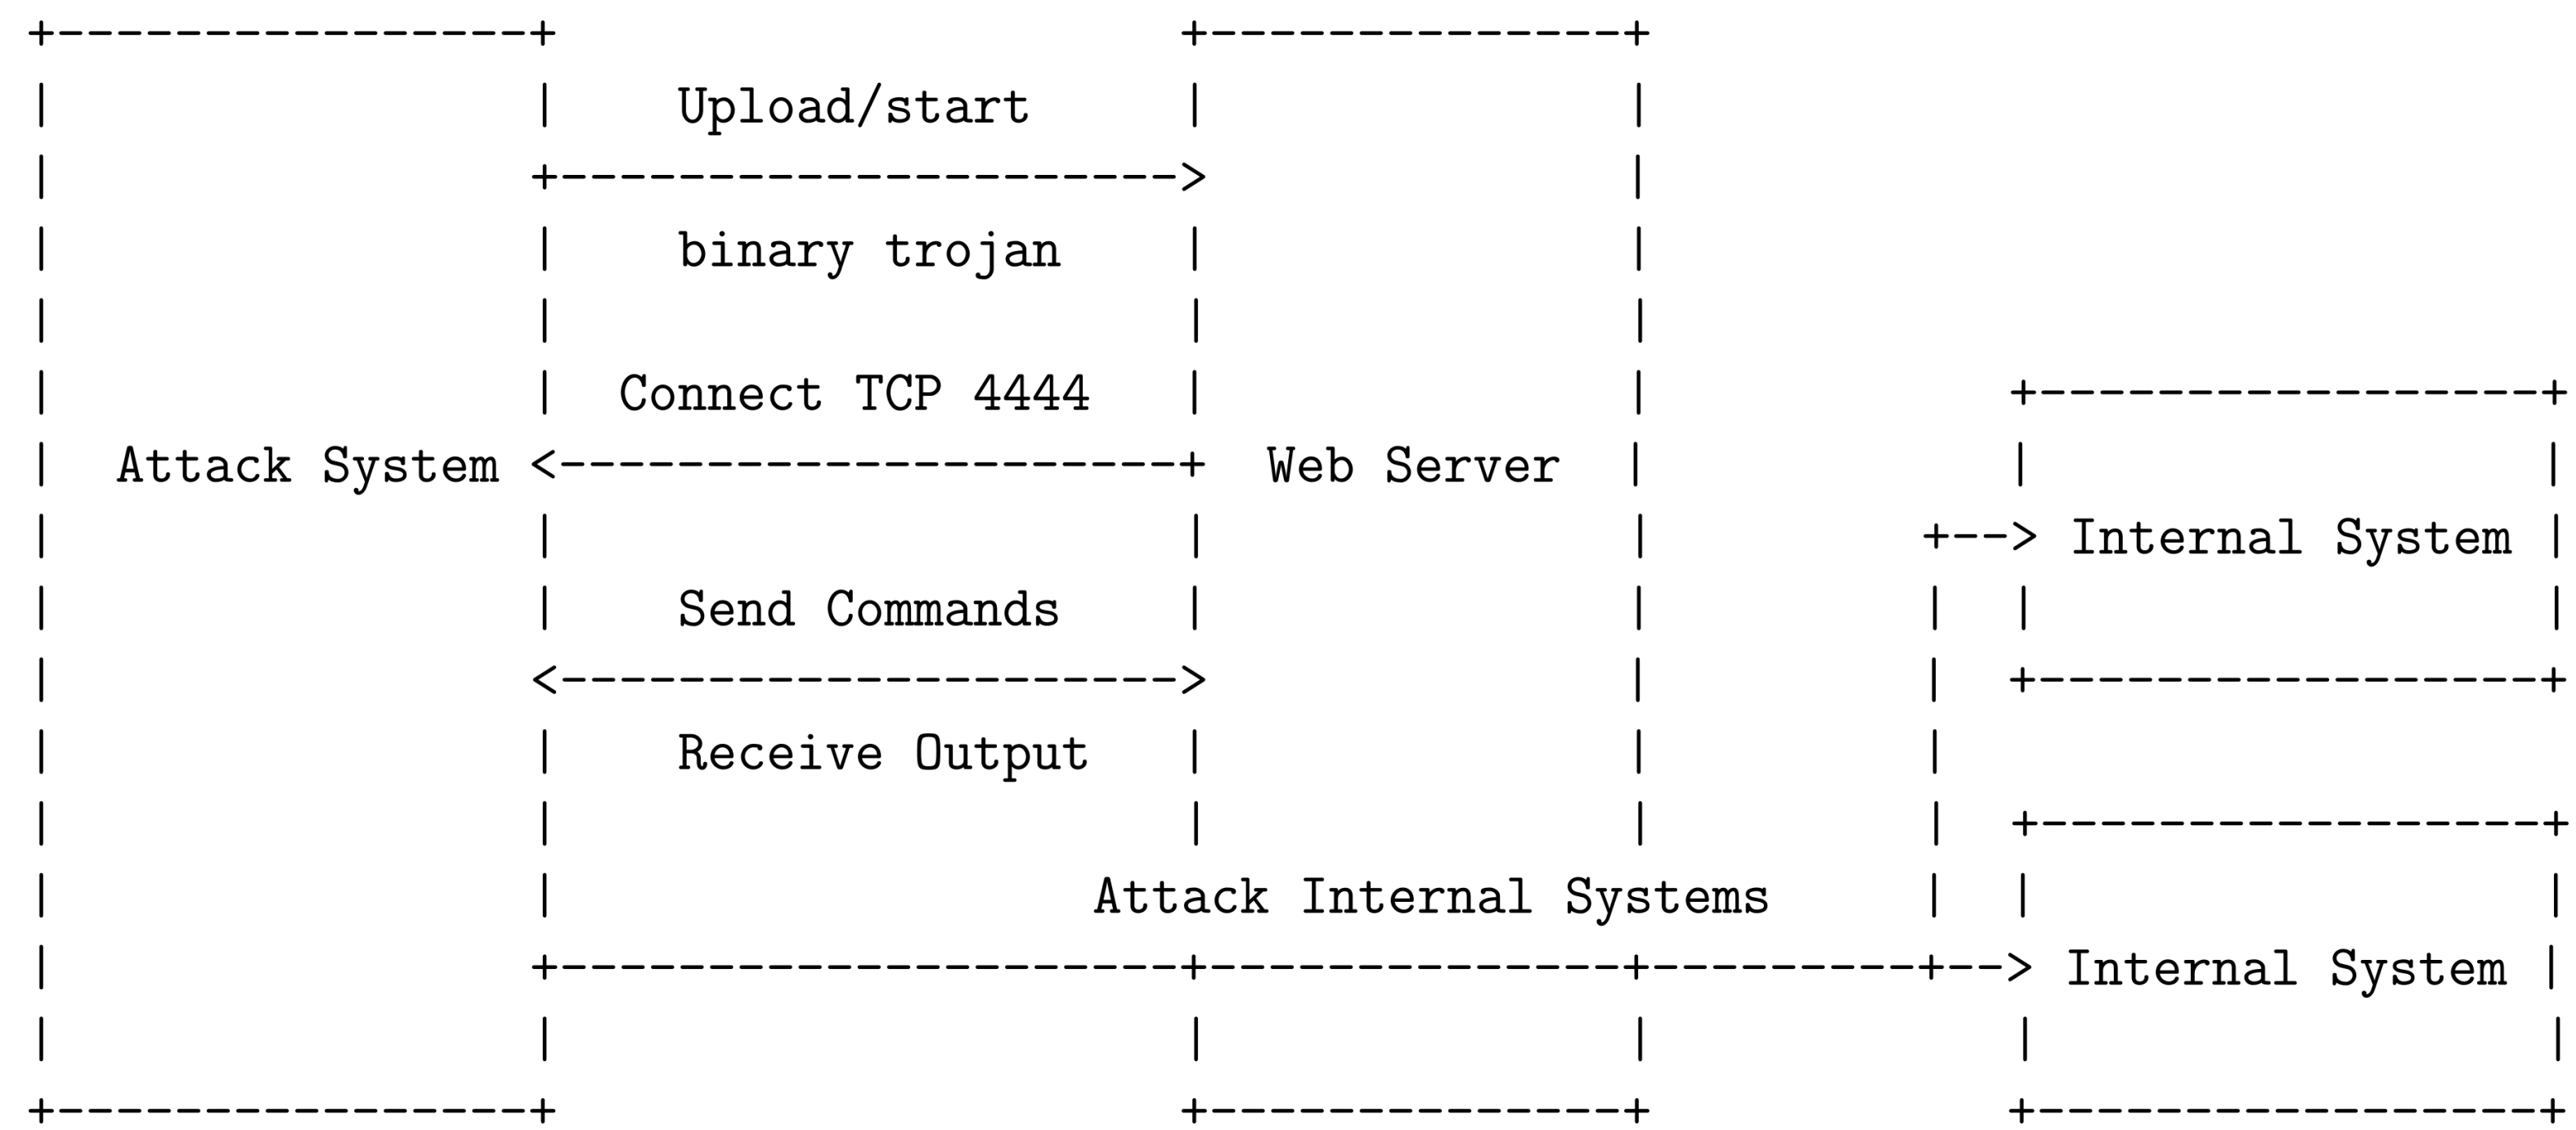 Upload/start
binary trojan
Connect TCP 4444
Attack System
Web Server
Internal System
Send Commands
Receive Output
Attack Internal Systems
Internal System